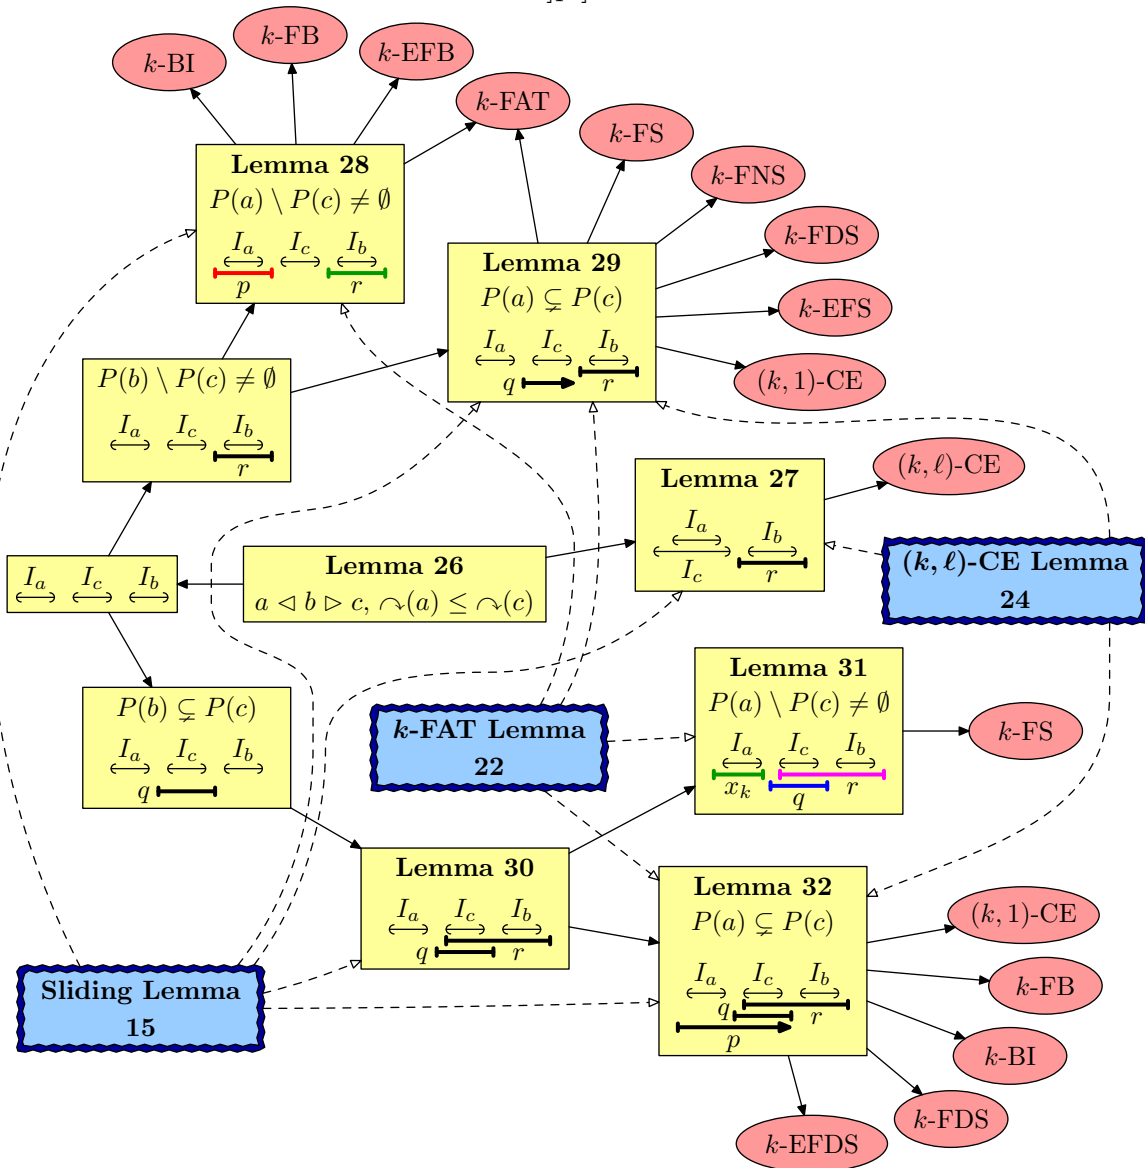 k-BI
k-FB
k-EFB
k-FAT
k-FS
k-FNS
k-FDS
k-EFS
(k, 1)-CE
Lemma 28
P(a) \ P(c) ≠ ∅
I_a I_c I_b
p r
Lemma 29
P(a) ⊊ P(c)
I_a I_c I_b
q r
P(b) \ P(c) ≠ ∅
I_a I_c I_b
r
Lemma 27
I_a I_b
I_c r
(k, ℓ)-CE
(k, ℓ)-CE Lemma
24
I_a I_c I_b
Lemma 26
a ◁ b ▷ c, ↷(a) ≤ ↷(c)
P(b) ⊊ P(c)
I_a I_c I_b
q
k-FAT Lemma
22
Lemma 31
P(a) \ P(c) ≠ ∅
I_a I_c I_b
x_k q r
k-FS
Lemma 30
I_a I_c I_b
q r
Lemma 32
P(a) ⊊ P(c)
I_a I_c I_b
q r
p
(k, 1)-CE
k-FB
k-BI
k-FDS
k-EFDS
Sliding Lemma
15